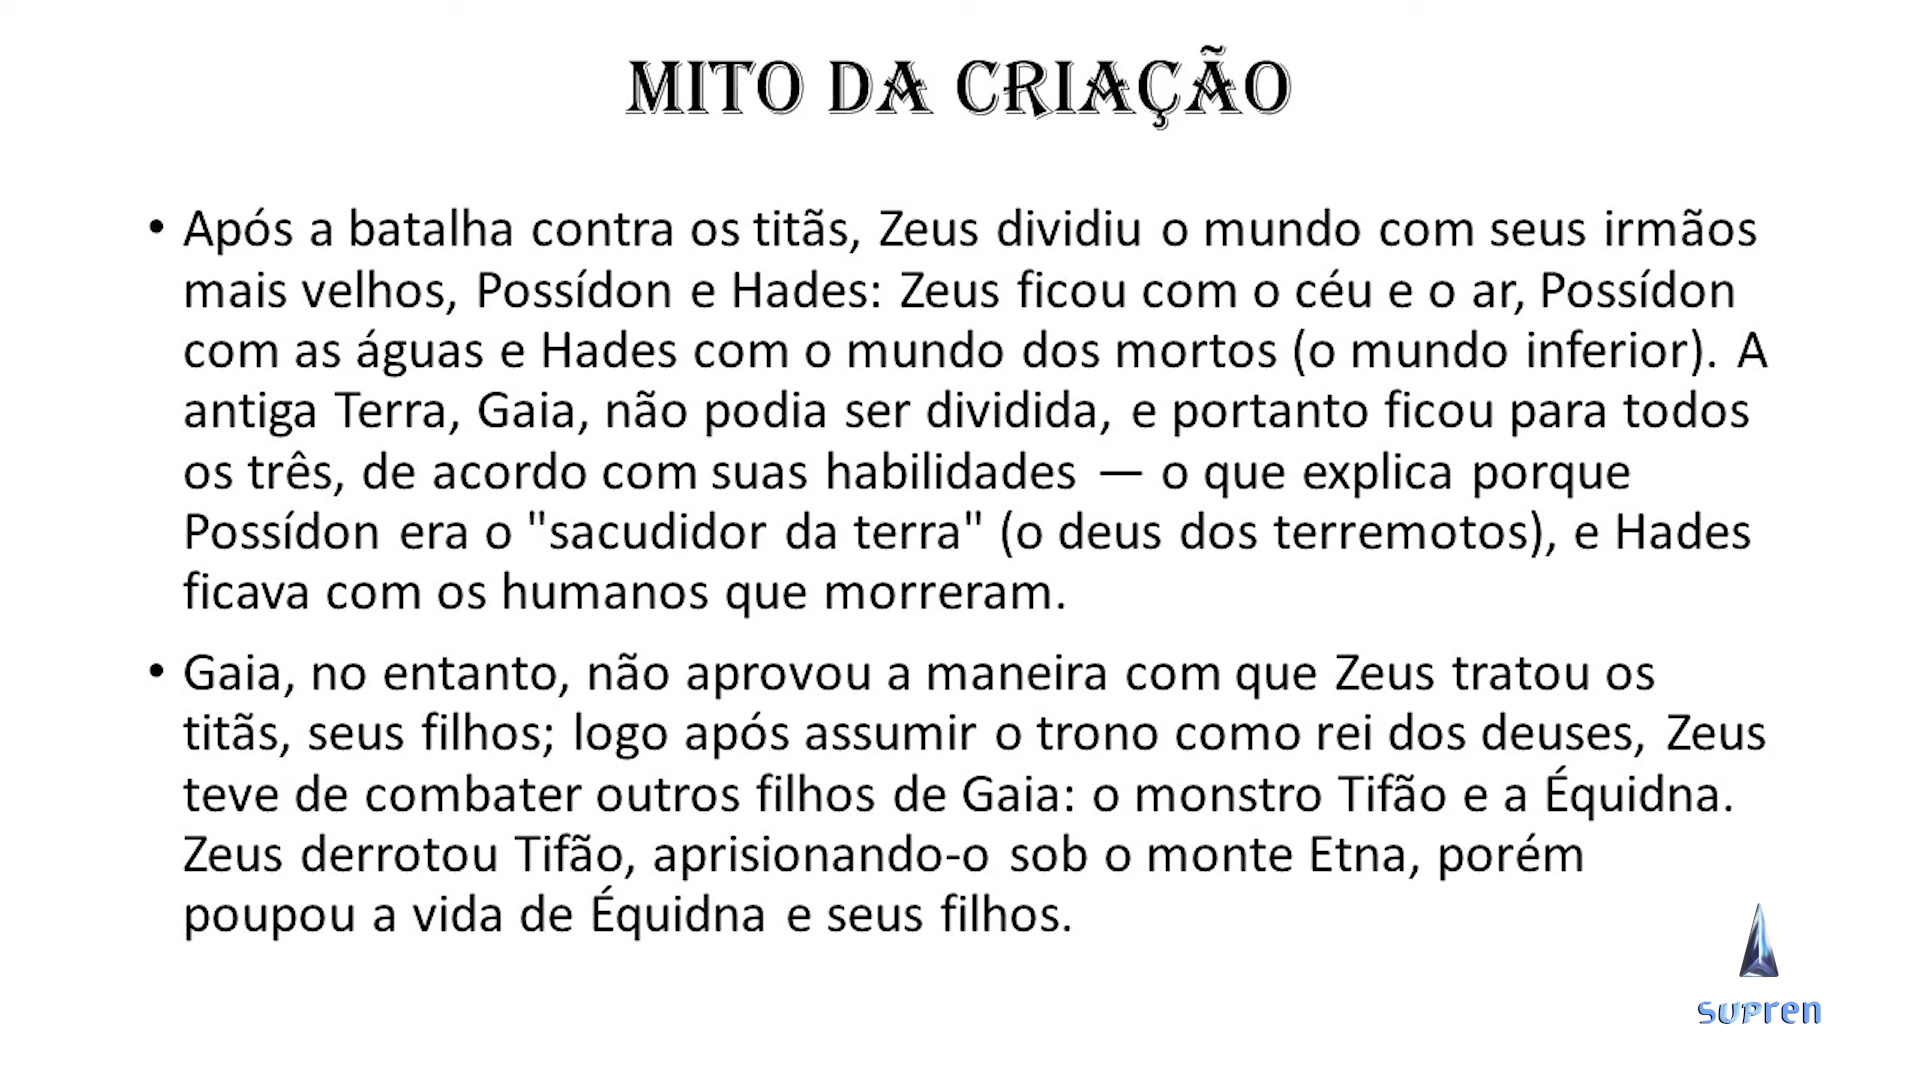 MITO DA CRIAÇÃO
• Após a batalha contra os titãs, Zeus dividiu o mundo com seus irmãos
mais velhos, Possídon e Hades: Zeus ficou com o céu e o ar, Possídon
com as águas e Hades com o mundo dos mortos (o mundo inferior). A
antiga Terra, Gaia, não podia ser dividida, e portanto ficou para todos
os três, de acordo com suas habilidades — o que explica porque
Possídon era o "sacudidor da terra" (o deus dos terremotos), e Hades
ficava com os humanos que morreram.
• Gaia, no entanto, não aprovou a maneira com que Zeus tratou os
titãs, seus filhos; logo após assumir o trono como rei dos deuses, Zeus
teve de combater outros filhos de Gaia: o monstro Tifão e a Équidna.
Zeus derrotou Tifão, aprisionando-o sob o monte Etna, porém
poupou a vida de Équidna e seus filhos.
supren